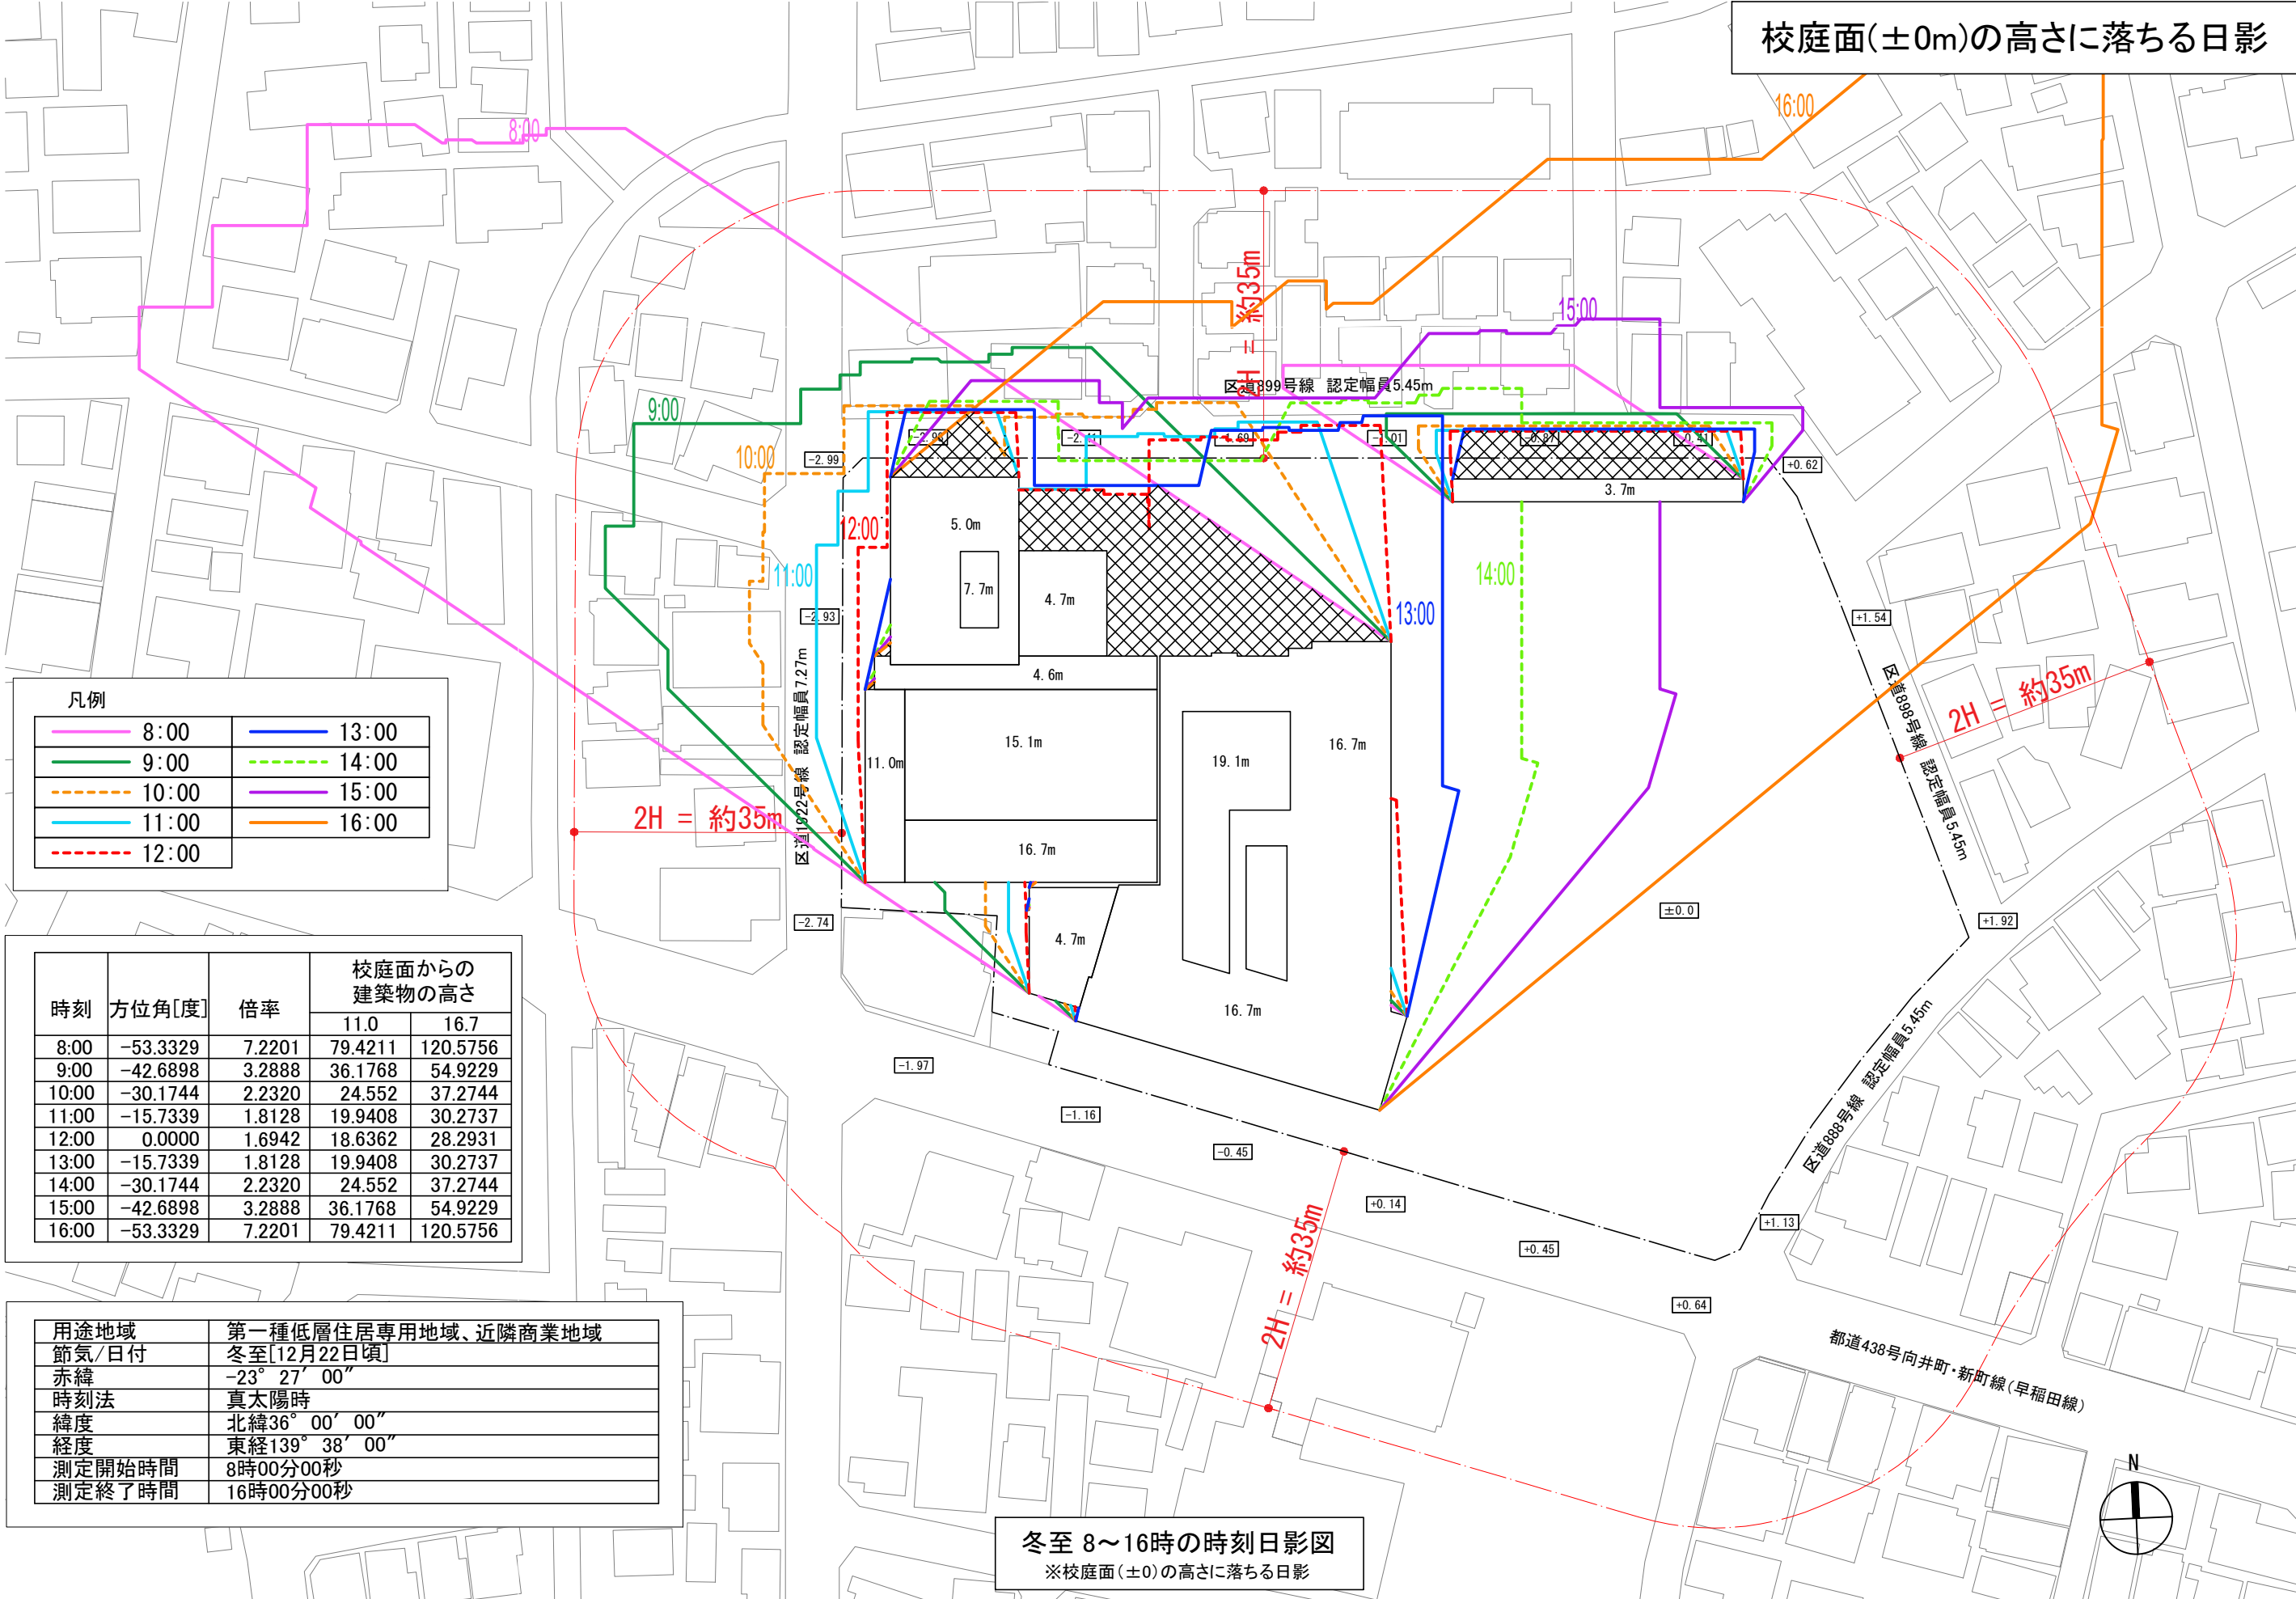 校庭面(±0m)の高さに落ちる日影
16:00
8:00
15:00
2H = 約35m
区道899号線 認定幅員5.45m
9:00
10:00
-2.99
-2.41
-1.69
-1.01
-0.87
-0.41
+0.62
3.7m
12:00
5.0m
11:00
7.7m
4.7m
14:00
13:00
-2.93
+1.54
4.6m
区道1922号線 認定幅員7.27m
区道898号線 認定幅員5.45m
2H = 約35m
凡例
8:00 13:00
9:00 14:00
10:00 15:00
11:00 16:00
12:00
15.1m
16.7m
19.1m
11.0m
2H = 約35m
16.7m
-2.74
4.7m
±0.0
+1.92
16.7m
時刻 方位角[度] 倍率 校庭面からの建築物の高さ
11.0 16.7
8:00 -53.3329 7.2201 79.4211 120.5756
9:00 -42.6898 3.2888 36.1768 54.9229
10:00 -30.1744 2.2320 24.552 37.2744
11:00 -15.7339 1.8128 19.9408 30.2737
12:00 0.0000 1.6942 18.6362 28.2931
13:00 -15.7339 1.8128 19.9408 30.2737
14:00 -30.1744 2.2320 24.552 37.2744
15:00 -42.6898 3.2888 36.1768 54.9229
16:00 -53.3329 7.2201 79.4211 120.5756
-1.97
-1.16
-0.45
+0.14
+0.45
+0.64
+1.13
区道888号線 認定幅員5.45m
2H = 約35m
都道438号向井町・新町線(早稲田線)
用途地域 第一種低層住居専用地域、近隣商業地域
節気/日付 冬至[12月22日頃]
赤緯 -23° 27′ 00″
時刻法 真太陽時
緯度 北緯36° 00′ 00″
経度 東経139° 38′ 00″
測定開始時間 8時00分00秒
測定終了時間 16時00分00秒
N
冬至 8～16時の時刻日影図
※校庭面(±0)の高さに落ちる日影